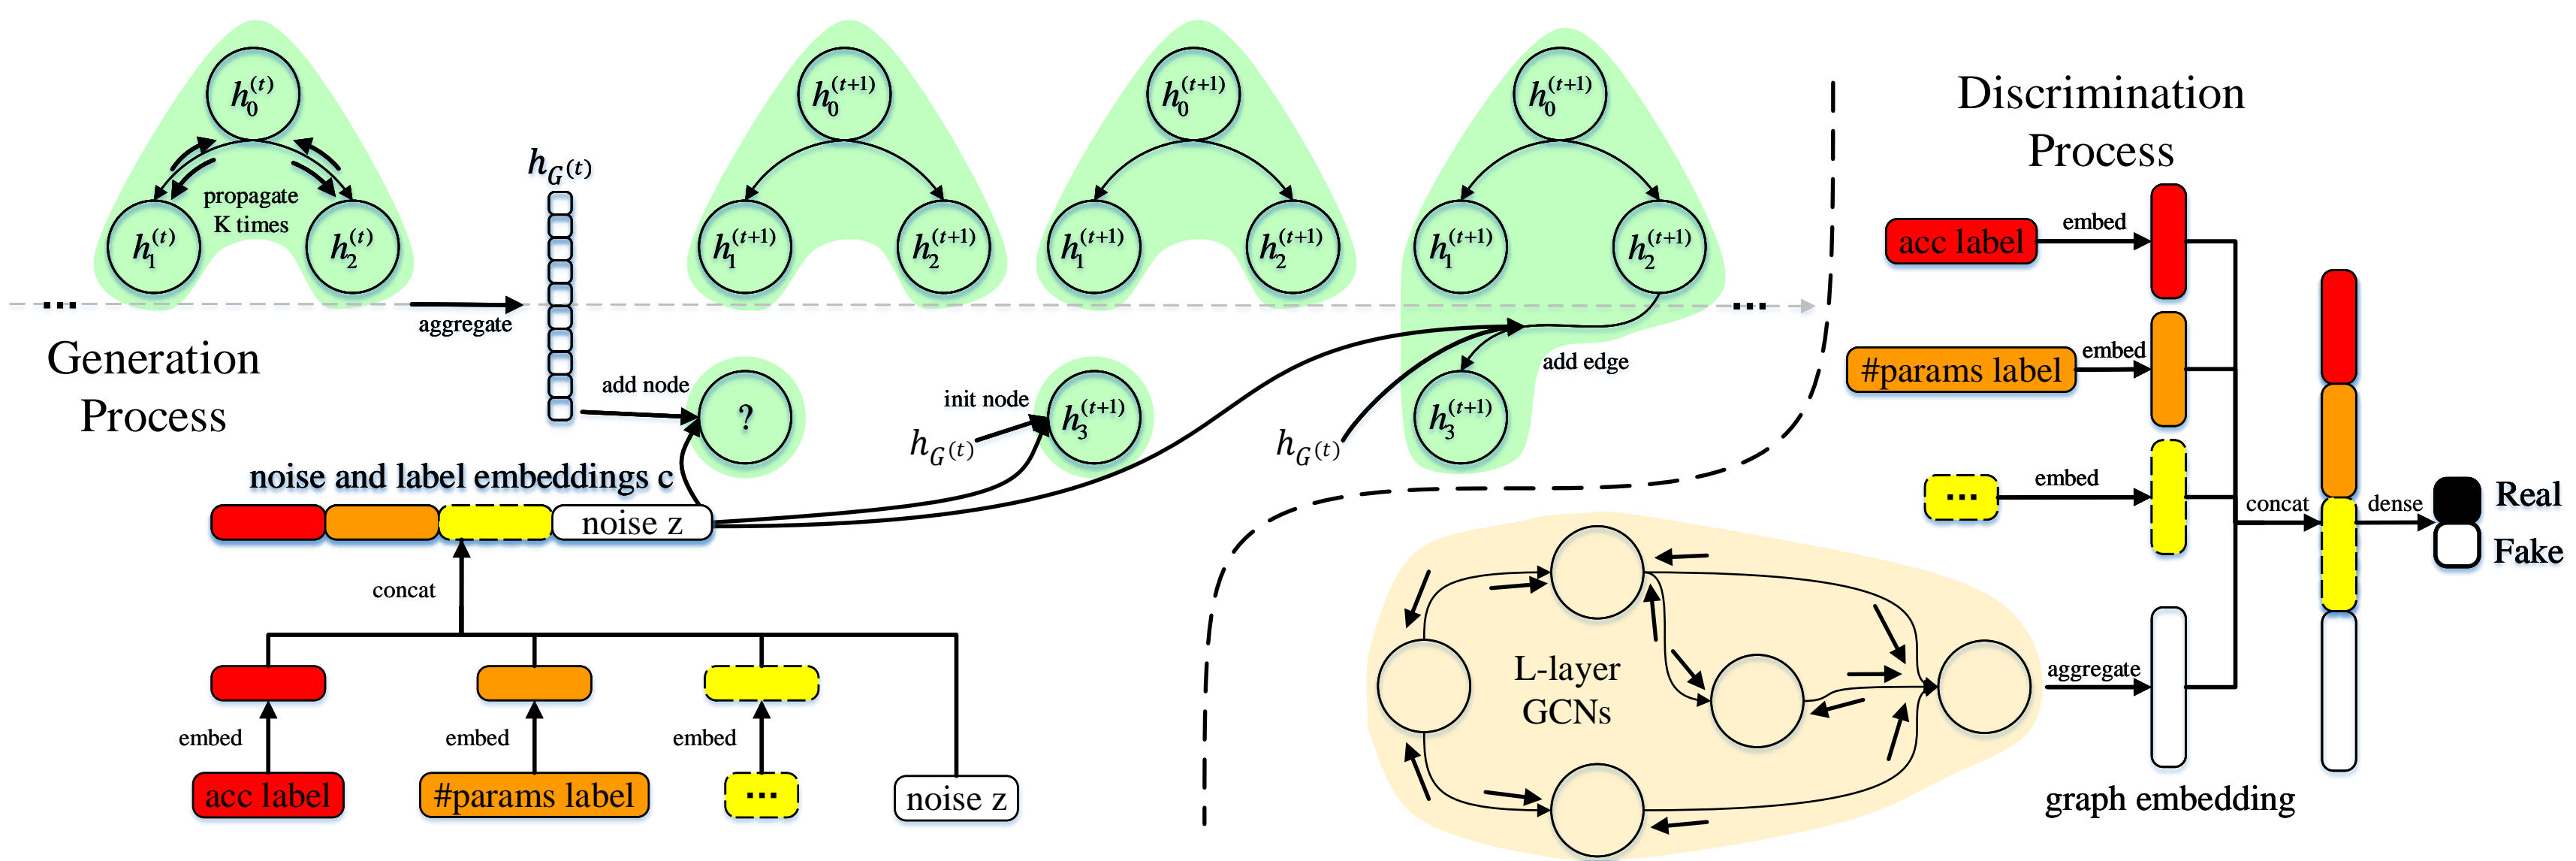 h_0^{(t)}
propagate
K times
h_1^{(t)}
h_2^{(t)}
...
aggregate
h_{G^{(t)}}
h_0^{(t+1)}
h_1^{(t+1)}
h_2^{(t+1)}
h_0^{(t+1)}
h_1^{(t+1)}
h_2^{(t+1)}
h_0^{(t+1)}
h_1^{(t+1)}
h_2^{(t+1)}
...
Generation
Process
add node
?
init node
h_{G^{(t)}}
h_3^{(t+1)}
h_{G^{(t)}}
add edge
h_3^{(t+1)}
noise and label embeddings c
noise z
concat
embed
embed
embed
acc label
#params label
...
noise z
Discrimination
Process
acc label
embed
#params label
embed
...
embed
concat
dense
Real
Fake
L-layer
GCNs
aggregate
graph embedding